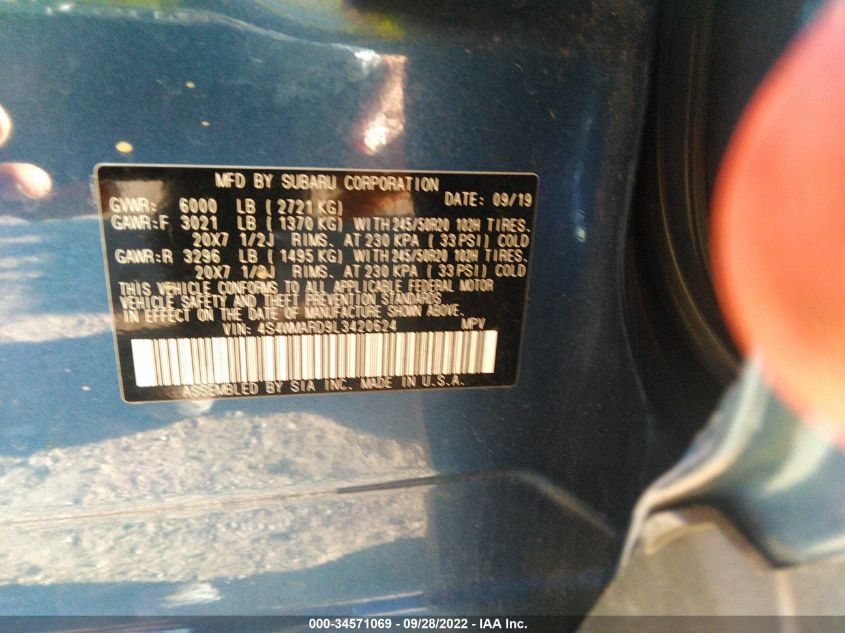 MFD BY SUBARU CORPORATION
GVWR: 6000 LB ( 2721 KG) DATE: 09/19
GAWR:F 3021 LB ( 1370 KG) WITH 245/50R20 102H TIRES.
20X7 1/2J RIMS. AT 230 KPA ( 33 PSI) COLD
GAWR:R 3296 LB ( 1495 KG) WITH 245/50R20 102H TIRES.
20X7 1/2J RIMS. AT 230 KPA ( 33 PSI) COLD
THIS VEHICLE CONFORMS TO ALL APPLICABLE FEDERAL MOTOR
VEHICLE SAFETY AND THEFT PREVENTION STANDARDS
IN EFFECT ON THE DATE OF MANUFACTURE SHOWN ABOVE.
VIN: 4S4WMARD9L3420624 MPV
ASSEMBLED BY SIA INC. MADE IN U.S.A.
000-34571069 - 09/28/2022 - IAA Inc.